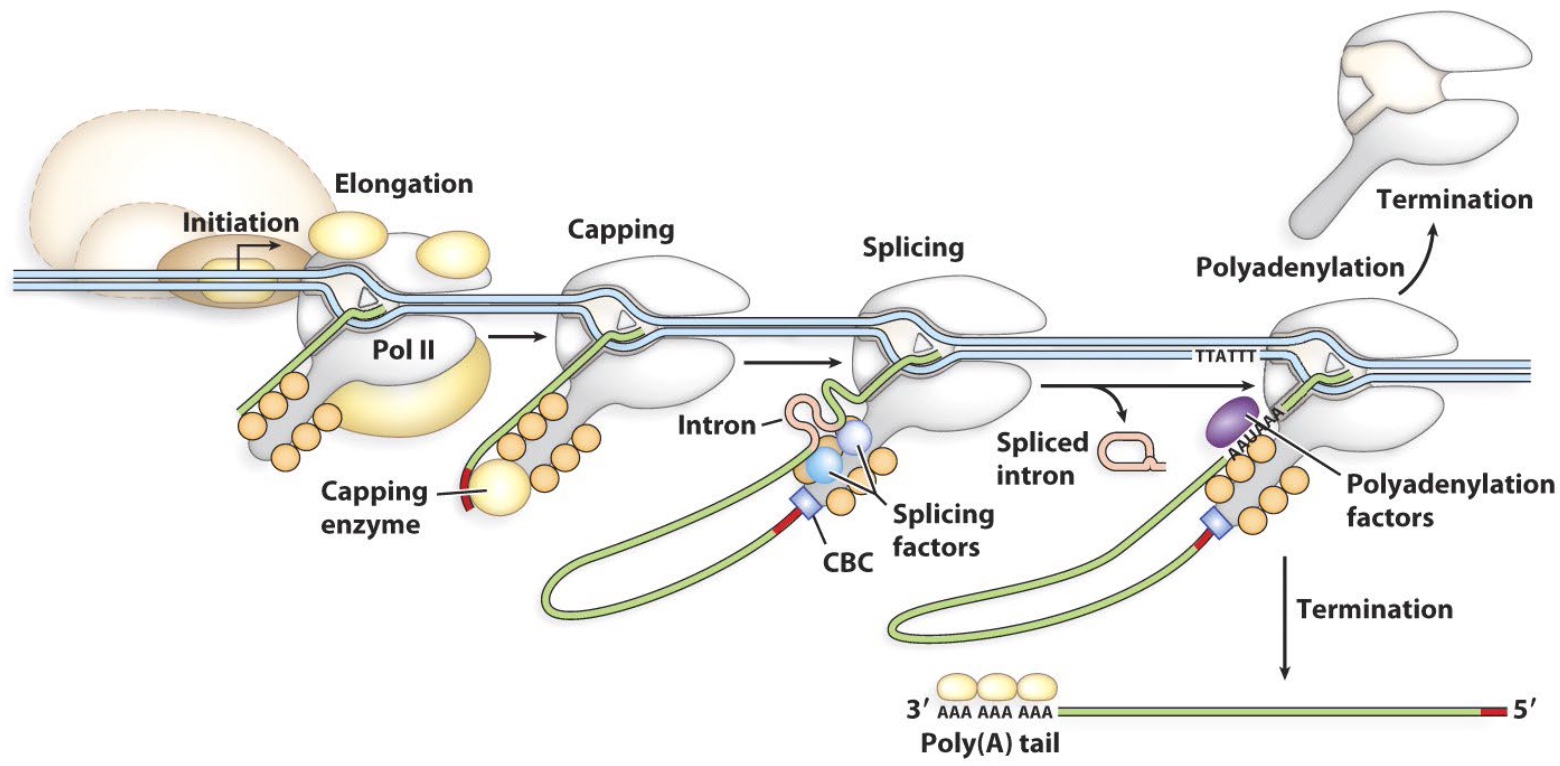 Elongation
Initiation
Pol II
Capping
Capping
enzyme
Splicing
Intron
Splicing
factors
CBC
Spliced
intron
Termination
Polyadenylation
TTATTT
AAUAAA
Polyadenylation
factors
Termination
3′ AAA AAA AAA 5′
Poly(A) tail